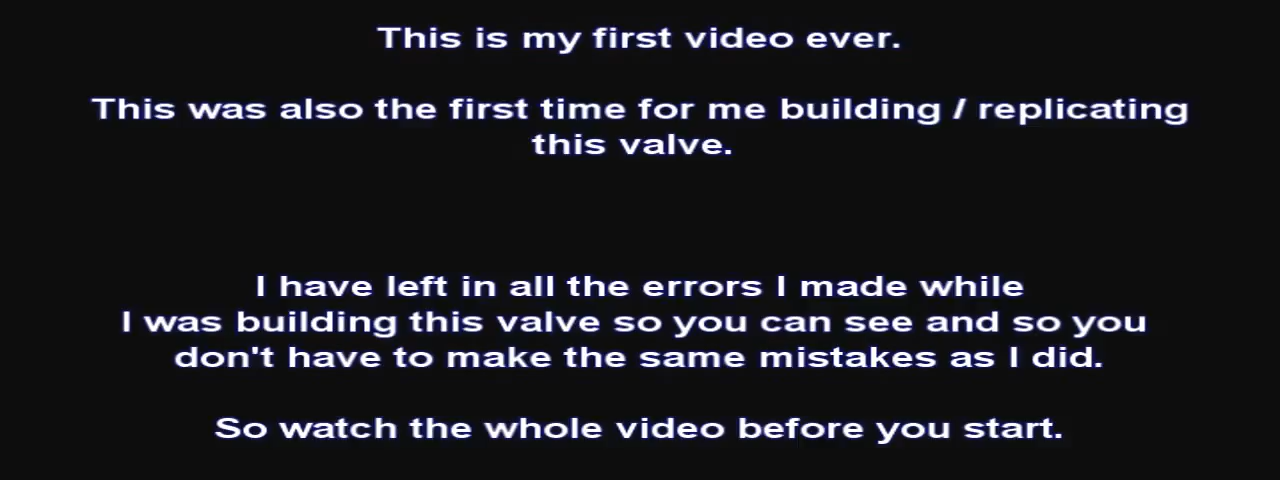 This is my first video ever.
This was also the first time for me building / replicating
this valve.
I have left in all the errors I made while
I was building this valve so you can see and so you
don't have to make the same mistakes as I did.
So watch the whole video before you start.